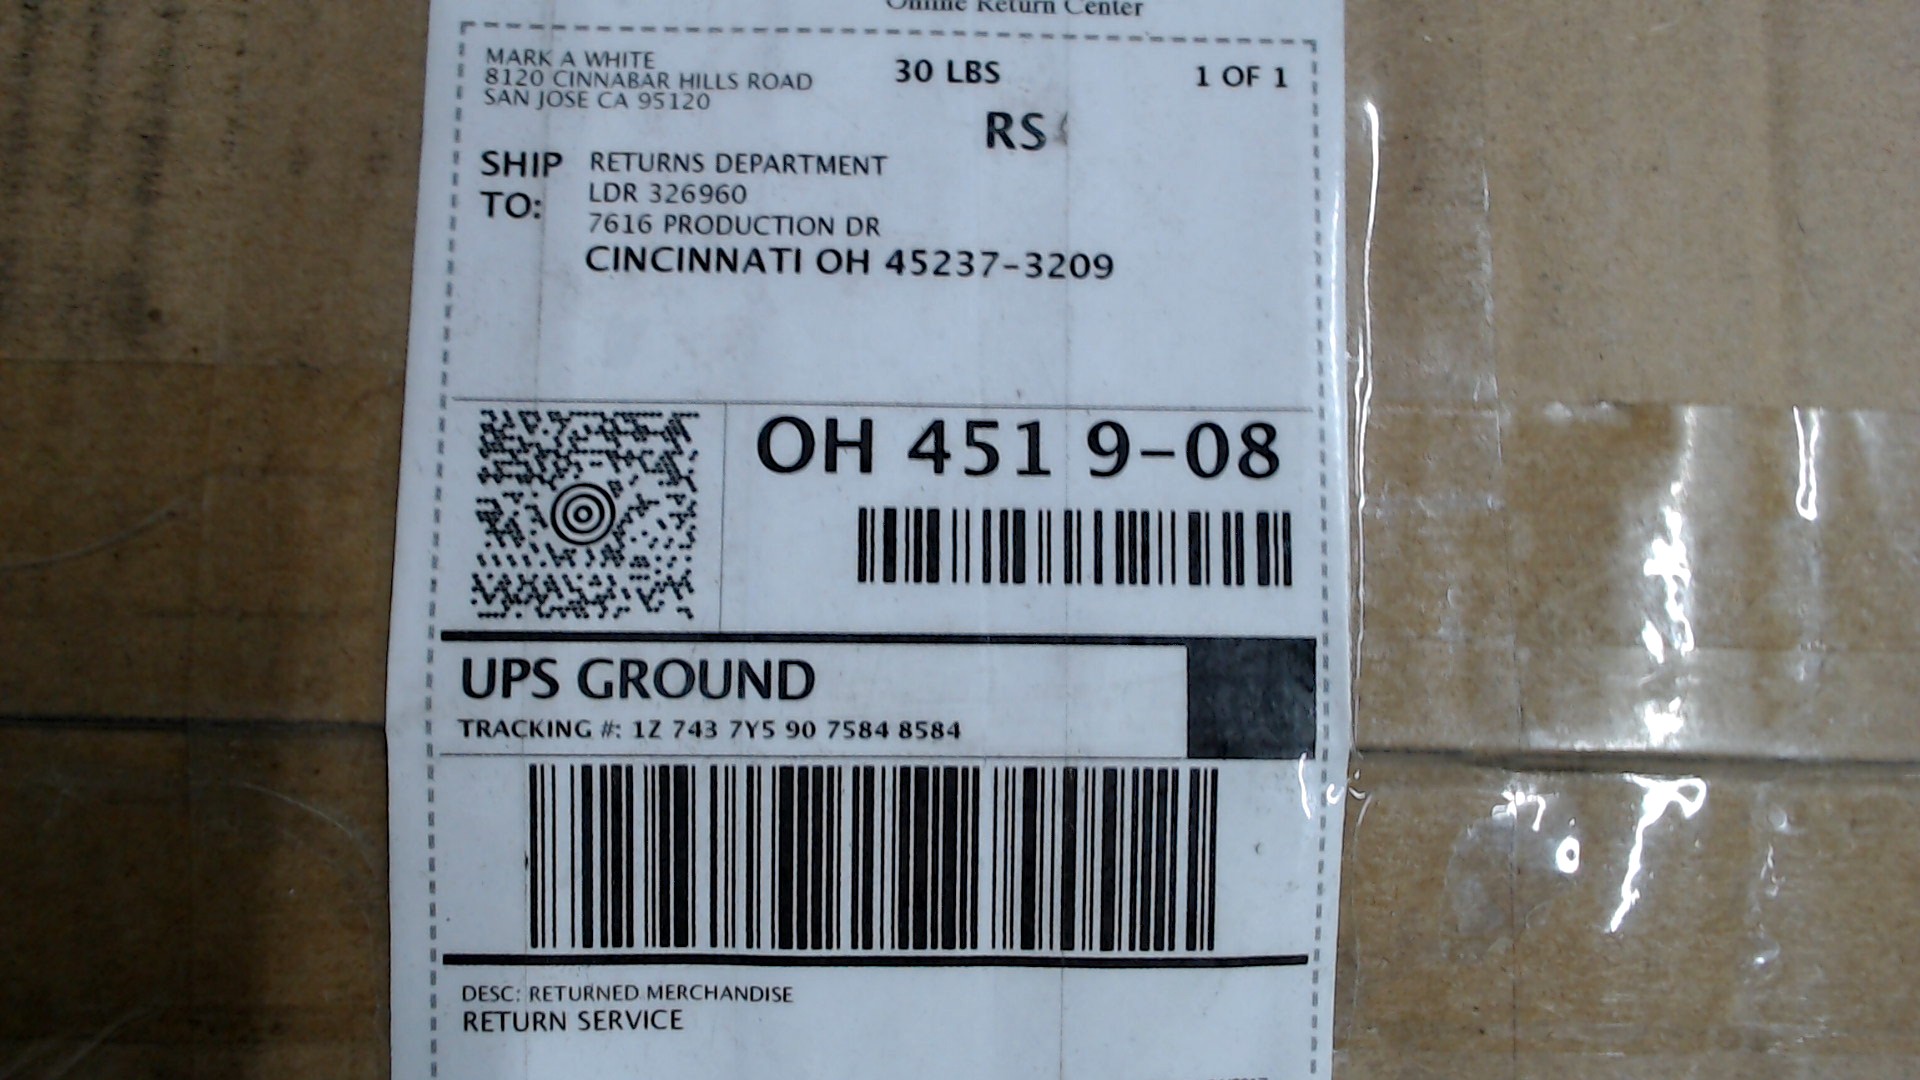 Online Return Center
MARK A WHITE
8120 CINNABAR HILLS ROAD
SAN JOSE CA 95120
30 LBS
1 OF 1
RS
SHIP TO:
RETURNS DEPARTMENT
LDR 326960
7616 PRODUCTION DR
CINCINNATI OH 45237-3209
OH 451 9-08
UPS GROUND
TRACKING #: 1Z 743 7Y5 90 7584 8584
DESC: RETURNED MERCHANDISE
RETURN SERVICE